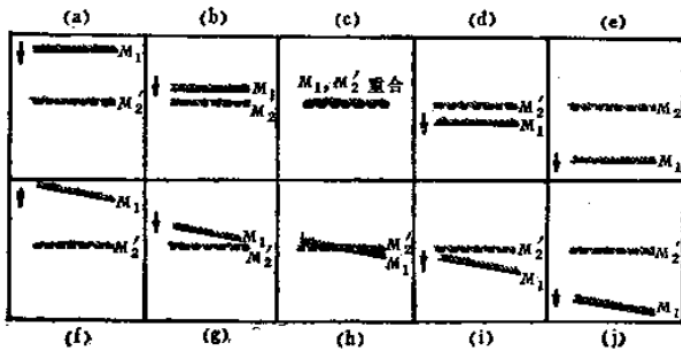 (a) (b) (c) (d) (e)
M₁ M₁ M₁, M₂′ 重合 M₂′ M₂
M₂′ M₂ M₁ M₁
M₁ M₁ M₂′ M₂′ M₂′
M₂′ M₂′ M₁ M₁ M₁
(f) (g) (h) (i) (j)